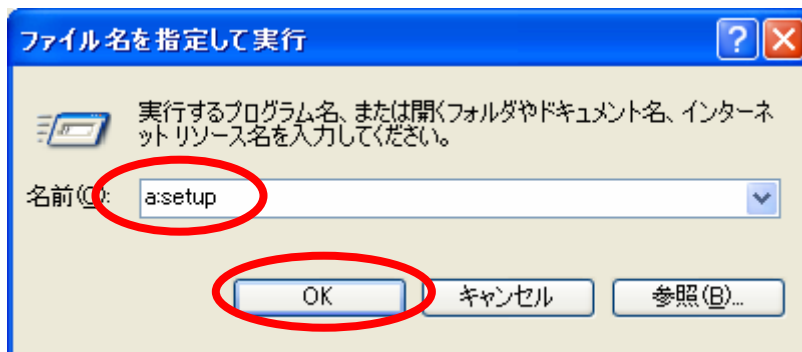 ファイル名を指定して実行
実行するプログラム名、または開くフォルダやドキュメント名、インターネ
ット リソース名を入力してください。
名前(O): a:setup
OK キャンセル 参照(B)...